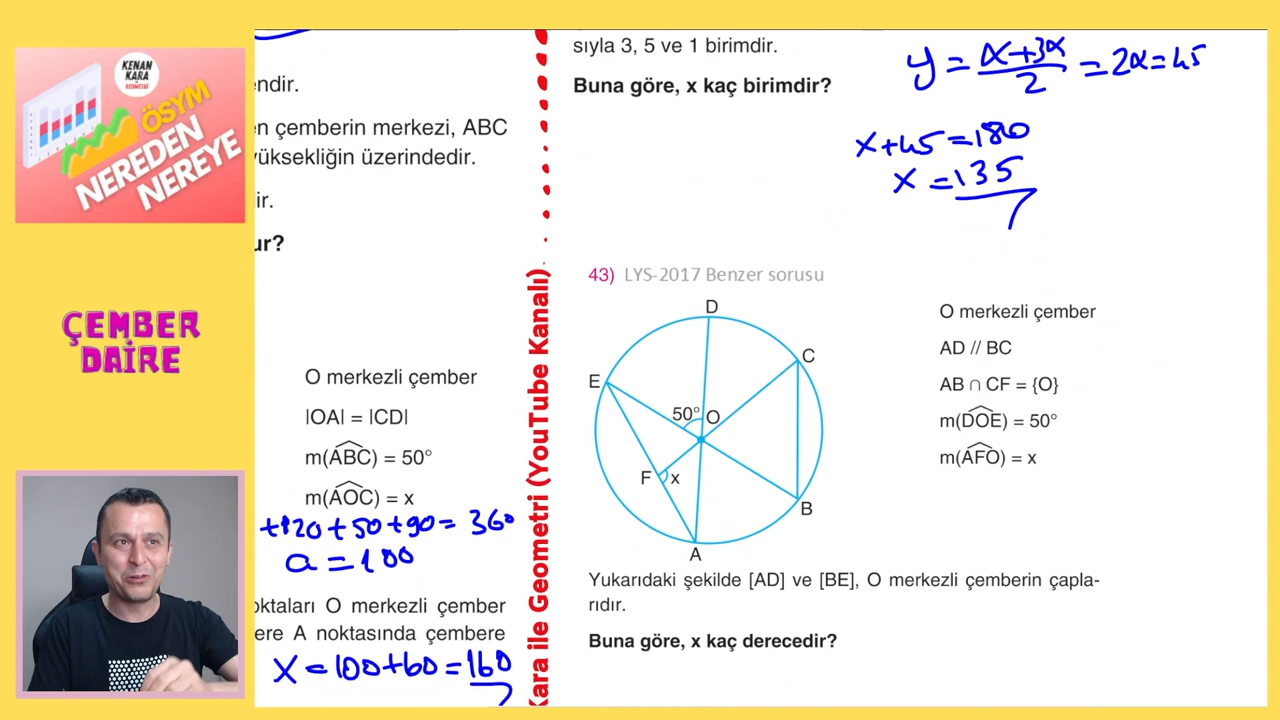 KENAN
KARA
GEOMETRİ
ÖSYM
NEREDEN
NEREYE
ÇEMBER
DAİRE
endir.
en çemberin merkezi, ABC
yüksekliğin üzerindedir.
ir.
ur?
O merkezli çember
|OA| = |CD|
m(ABC) = 50°
m(AOC) = x
+120+50+90=360
a=100
oktaları O merkezli çember
ere A noktasında çembere
x=100+60=160
Kara ile Geometri (YouTube Kanalı)
sıyla 3, 5 ve 1 birimdir.
Buna göre, x kaç birimdir?
y = α+3α/2 = 2α=45
x+45=180
x=135
43) LYS-2017 Benzer sorusu
D
C
E
50°
O
F
x
B
A
O merkezli çember
AD // BC
AB ∩ CF = {O}
m(DOE) = 50°
m(AFO) = x
Yukarıdaki şekilde [AD] ve [BE], O merkezli çemberin çapla-
rıdır.
Buna göre, x kaç derecedir?